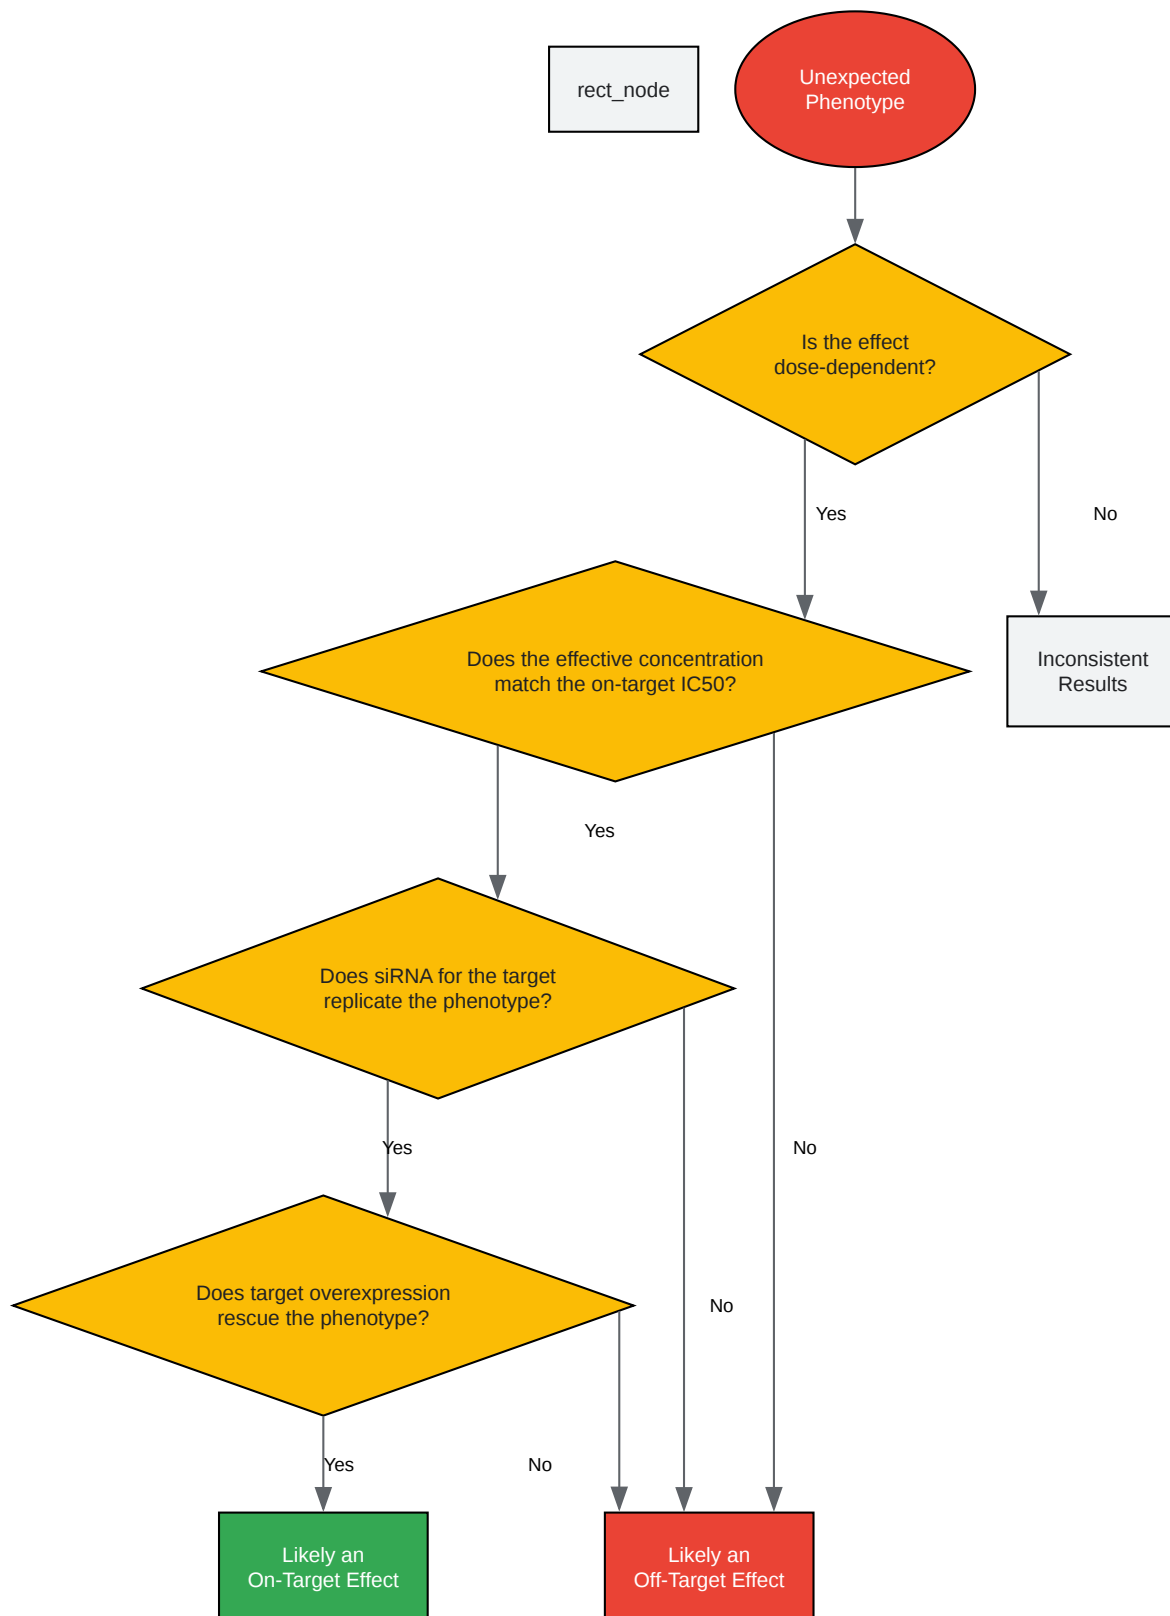 rect_node
Unexpected
Phenotype
Is the effect
dose-dependent?
Yes
No
Does the effective concentration
match the on-target IC50?
Inconsistent
Results
Yes
Does siRNA for the target
replicate the phenotype?
Yes
No
Does target overexpression
rescue the phenotype?
No
Yes
No
Likely an
On-Target Effect
Likely an
Off-Target Effect